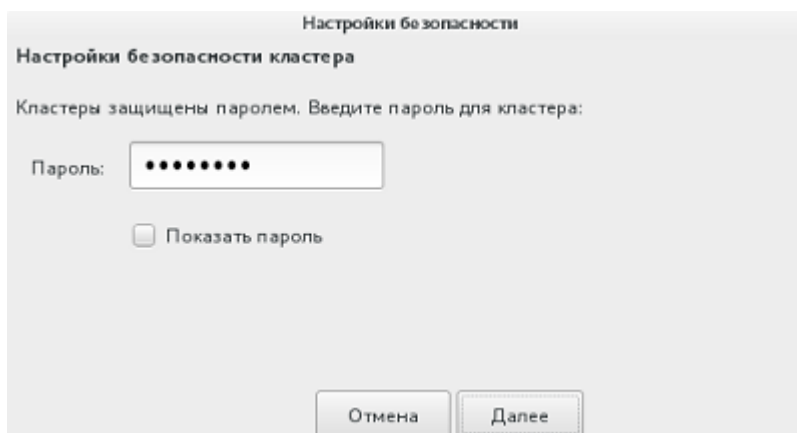 Настройки безопасности
Настройки безопасности кластера
Кластеры защищены паролем. Введите пароль для кластера:
Пароль: ••••••••
Показать пароль
Отмена Далее